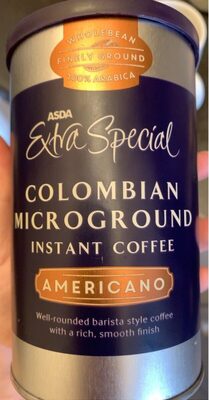 WHOLEBEAN
FINELY GROUND
100% ARABICA
ASDA
Extra Special
COLOMBIAN
MICROGROUND
INSTANT COFFEE
AMERICANO
Well-rounded barista style coffee
with a rich, smooth finish